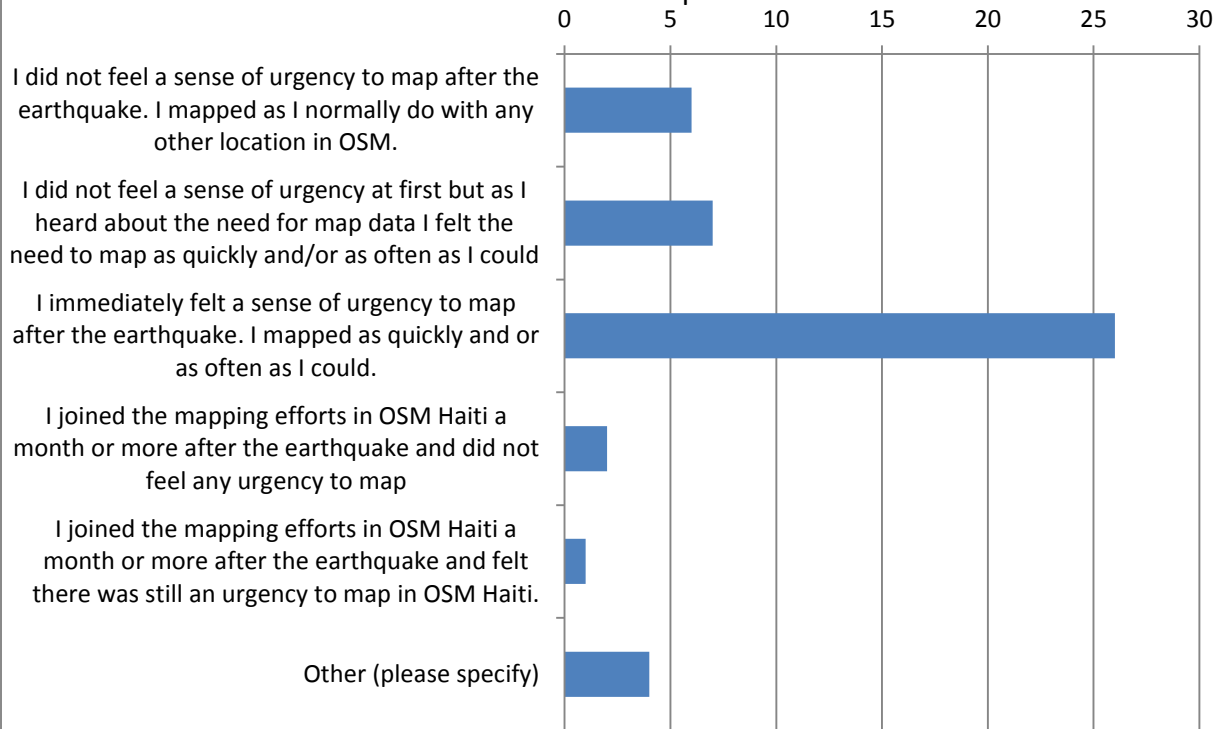 0 5 10 15 20 25 30
I did not feel a sense of urgency to map after the
earthquake. I mapped as I normally do with any
other location in OSM.
I did not feel a sense of urgency at first but as I
heard about the need for map data I felt the
need to map as quickly and/or as often as I could
I immediately felt a sense of urgency to map
after the earthquake. I mapped as quickly and or
as often as I could.
I joined the mapping efforts in OSM Haiti a
month or more after the earthquake and did not
feel any urgency to map
I joined the mapping efforts in OSM Haiti a
month or more after the earthquake and felt
there was still an urgency to map in OSM Haiti.
Other (please specify)